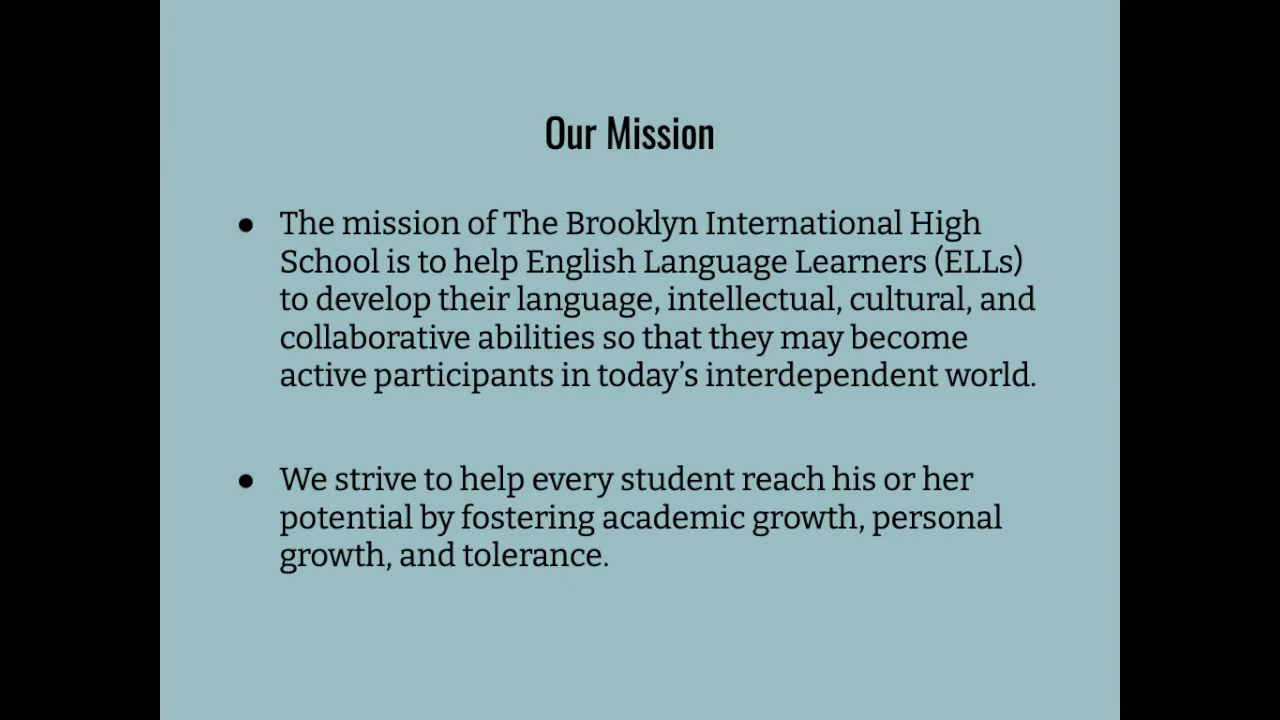 Our Mission
● The mission of The Brooklyn International High
School is to help English Language Learners (ELLs)
to develop their language, intellectual, cultural, and
collaborative abilities so that they may become
active participants in today’s interdependent world.
● We strive to help every student reach his or her
potential by fostering academic growth, personal
growth, and tolerance.